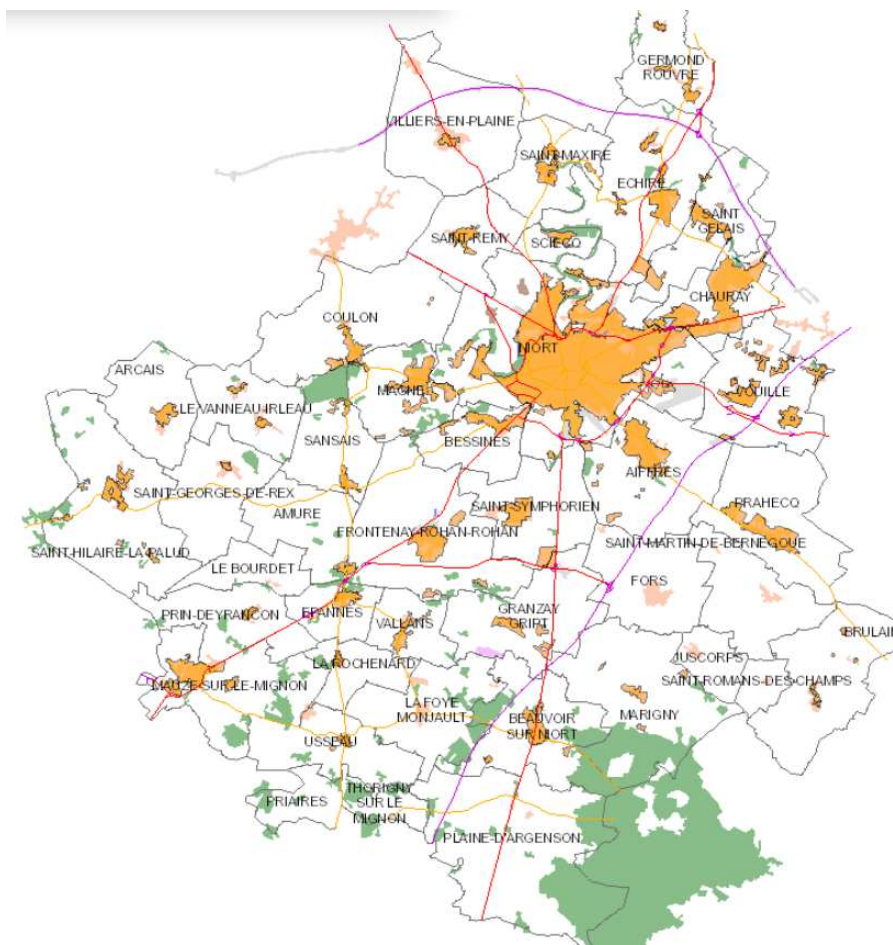 GERMOND
ROUVRE
VILLIERS-EN-PLAINE
SAINT-MAXIRE
ECHIRE
SAINT
GELAIS
SAINT-REMY
SCIECQ
CHAURAY
COULON
NIORT
ARCAIS
MAGNE
VOUILLE
LE VANNEAU-IRLEAU
SANSAIS
BESSINES
AIFFRES
SAINT-GEORGES-DE-REX
AMURE
SAINT-SYMPHORIEN
PRAHECQ
FRONTENAY-ROHAN-ROHAN
SAINT-MARTIN-DE-BERNEGOUE
SAINT-HILAIRE-LA-PALUD
LE BOURDET
FORS
PRIN-DEYRANCON
EPANNES
VALLANS
GRANZAY
GRIPT
BRULAIN
LA ROCHENARD
JUSCORPS
MAUZE-SUR-LE-MIGNON
SAINT-ROMANS-DES-CHAMPS
LA FOYE
MONJAULT
BEAUVOIR
SUR NIORT
MARIGNY
USSEAU
PRIAIRES
THORIGNY
SUR LE
MIGNON
PLAINE-D'ARGENSON